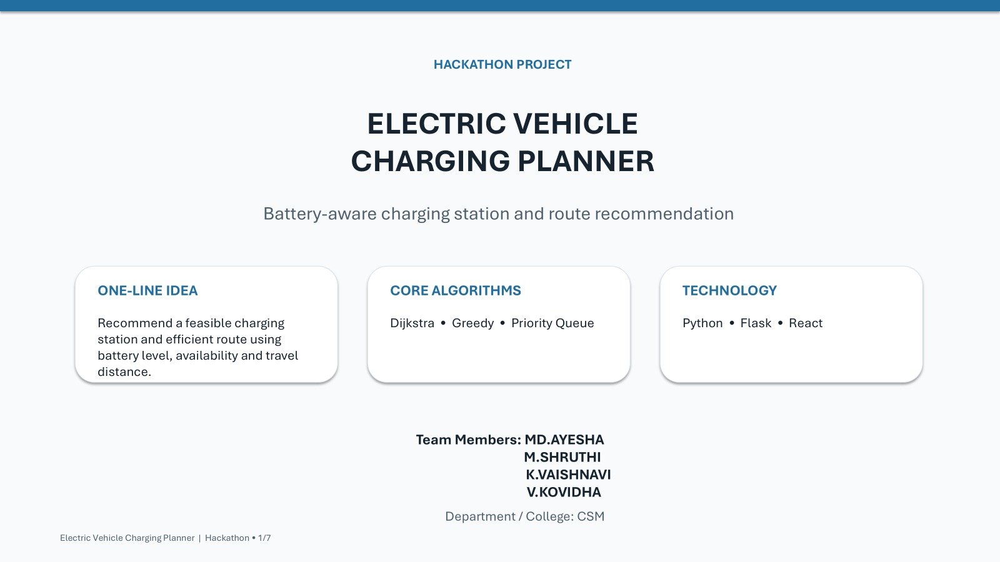 HACKATHON PROJECT
ELECTRIC VEHICLE
CHARGING PLANNER
Battery-aware charging station and route recommendation
ONE-LINE IDEA
Recommend a feasible charging
station and efficient route using
battery level, availability and travel
distance.
CORE ALGORITHMS
Dijkstra • Greedy • Priority Queue
TECHNOLOGY
Python • Flask • React
Team Members: MD.AYESHA
M.SHRUTHI
K.VAISHNAVI
V.KOVIDHA
Department / College: CSM
Electric Vehicle Charging Planner | Hackathon • 1/7